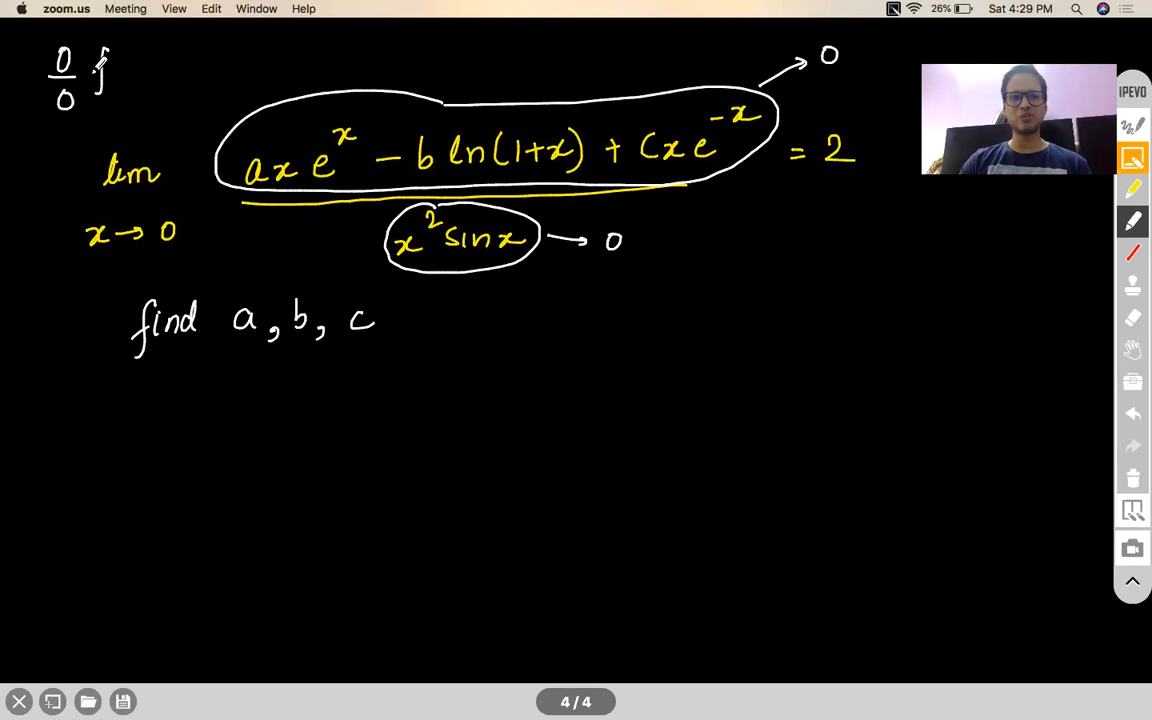 zoom.us Meeting View Edit Window Help 26% Sat 4:29 PM
0/0 }
lim x→0 (axe^x - b ln(1+x) + Cxe^-x) / (x^2 sinx) = 2
→ 0
→ 0
find a, b, c
IPEVO
4 / 4